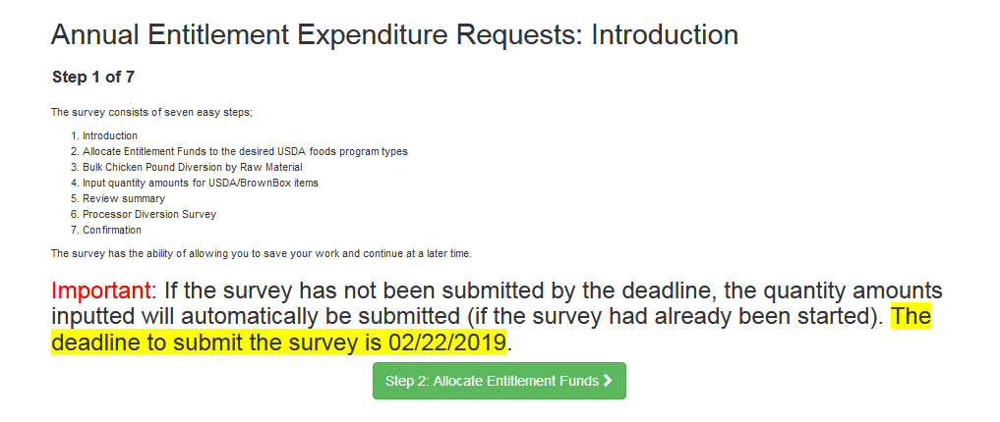 Annual Entitlement Expenditure Requests: Introduction
Step 1 of 7
The survey consists of seven easy steps;
1. Introduction
2. Allocate Entitlement Funds to the desired USDA foods program types
3. Bulk Chicken Pound Diversion by Raw Material
4. Input quantity amounts for USDA/BrownBox items
5. Review summary
6. Processor Diversion Survey
7. Confirmation
The survey has the ability of allowing you to save your work and continue at a later time.
Important: If the survey has not been submitted by the deadline, the quantity amounts
inputted will automatically be submitted (if the survey had already been started). The
deadline to submit the survey is 02/22/2019.
Step 2: Allocate Entitlement Funds